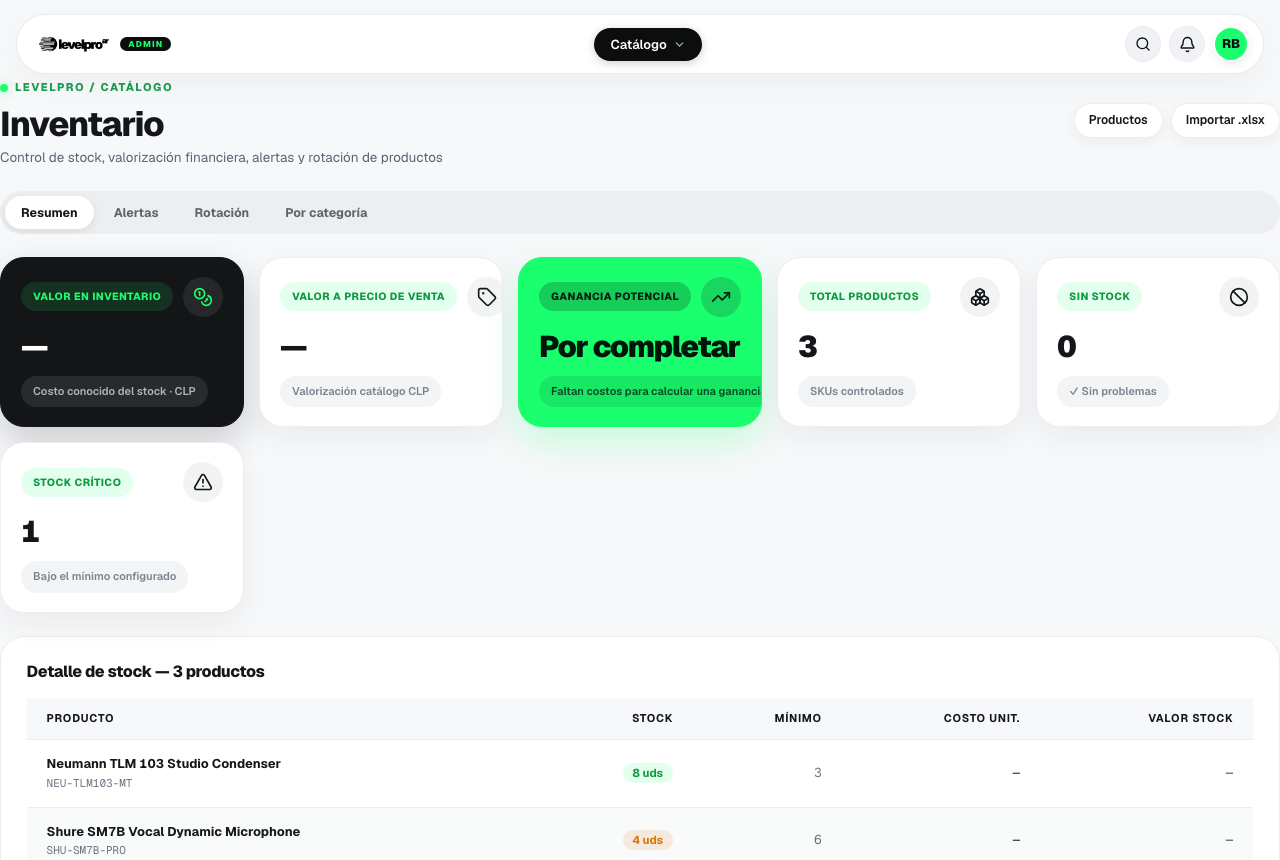 levelpro
ADMIN
Catálogo
RB
LEVELPRO / CATÁLOGO
Inventario
Control de stock, valorización financiera, alertas y rotación de productos
Productos
Importar .xlsx
Resumen
Alertas
Rotación
Por categoría
VALOR EN INVENTARIO
—
Costo conocido del stock · CLP
VALOR A PRECIO DE VENTA
—
Valorización catálogo CLP
GANANCIA POTENCIAL
Por completar
Faltan costos para calcular una gananci
TOTAL PRODUCTOS
3
SKUs controlados
SIN STOCK
0
✓ Sin problemas
STOCK CRÍTICO
1
Bajo el mínimo configurado
Detalle de stock — 3 productos
PRODUCTO STOCK MÍNIMO COSTO UNIT. VALOR STOCK
Neumann TLM 103 Studio Condenser
NEU-TLM103-MT
8 uds 3 — —
Shure SM7B Vocal Dynamic Microphone
SHU-SM7B-PRO
4 uds 6 — —